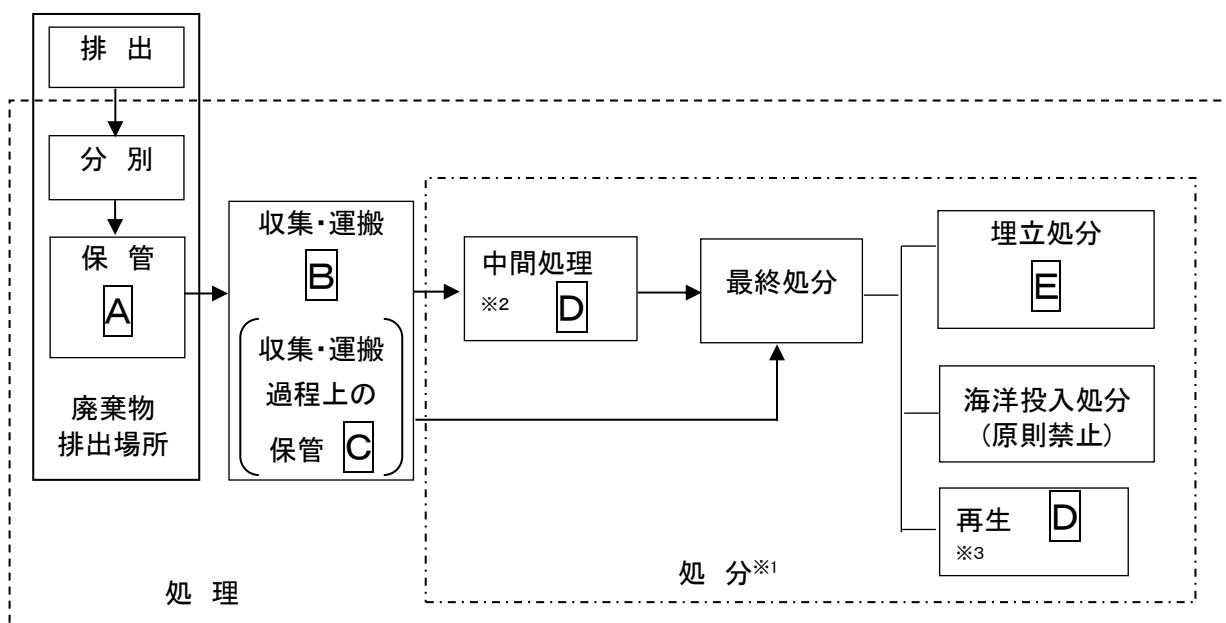 排 出
分 別
保 管
A
廃棄物
排出場所
収集・運搬
B
収集・運搬
過程上の
保管 C
中間処理
※2 D
最終処分
埋立処分
E
海洋投入処分
(原則禁止)
再生 D
※3
処 分※1
処 理